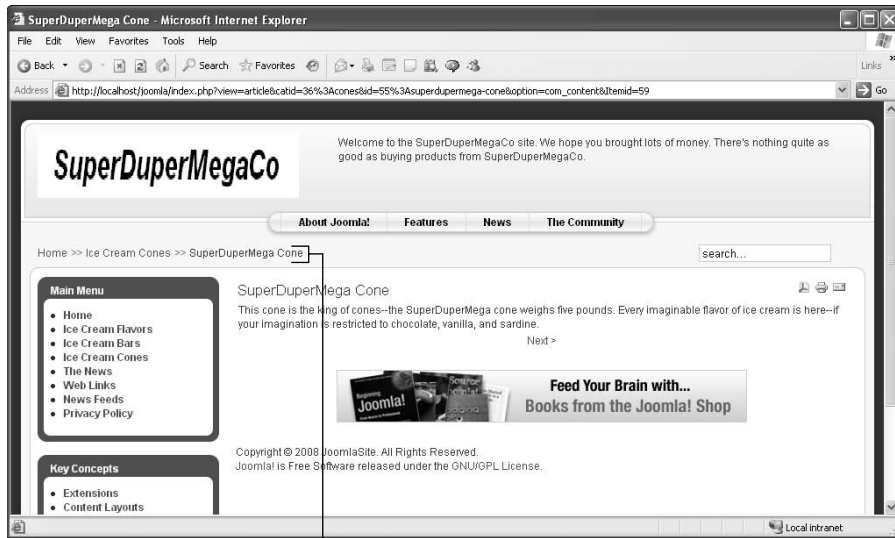 SuperDuperMega Cone - Microsoft Internet Explorer
File Edit View Favorites Tools Help
Back Search Favorites
Links »
Address http://localhost/joomla/index.php?view=article&catid=36%3Acones&id=55%3Asuperdupermega-cone&option=com_content&Itemid=59 Go
SuperDuperMegaCo
Welcome to the SuperDuperMegaCo site. We hope you brought lots of money. There's nothing quite as
good as buying products from SuperDuperMegaCo.
About Joomla! Features News The Community
Home >> Ice Cream Cones >> SuperDuperMega Cone
search...
Main Menu
Home
Ice Cream Flavors
Ice Cream Bars
Ice Cream Cones
The News
Web Links
News Feeds
Privacy Policy
SuperDuperMega Cone
This cone is the king of cones--the SuperDuperMega cone weighs five pounds. Every imaginable flavor of ice cream is here--if
your imagination is restricted to chocolate, vanilla, and sardine.
Next >
Beginning
Joomla!
Feed Your Brain with...
Books from the Joomla! Shop
Copyright © 2008 JoomlaSite. All Rights Reserved.
Joomla! is Free Software released under the GNU/GPL License.
Key Concepts
Extensions
Content Layouts
Local intranet